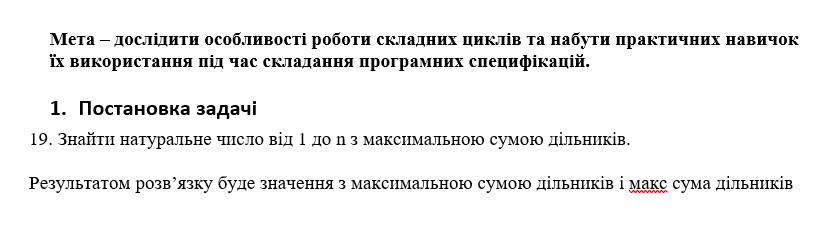 Мета – дослідити особливості роботи складних циклів та набути практичних навичок
їх використання під час складання програмних специфікацій.
1. Постановка задачі
19. Знайти натуральне число від 1 до n з максимальною сумою дільників.
Результатом розв’язку буде значення з максимальною сумою дільників і макс сума дільників